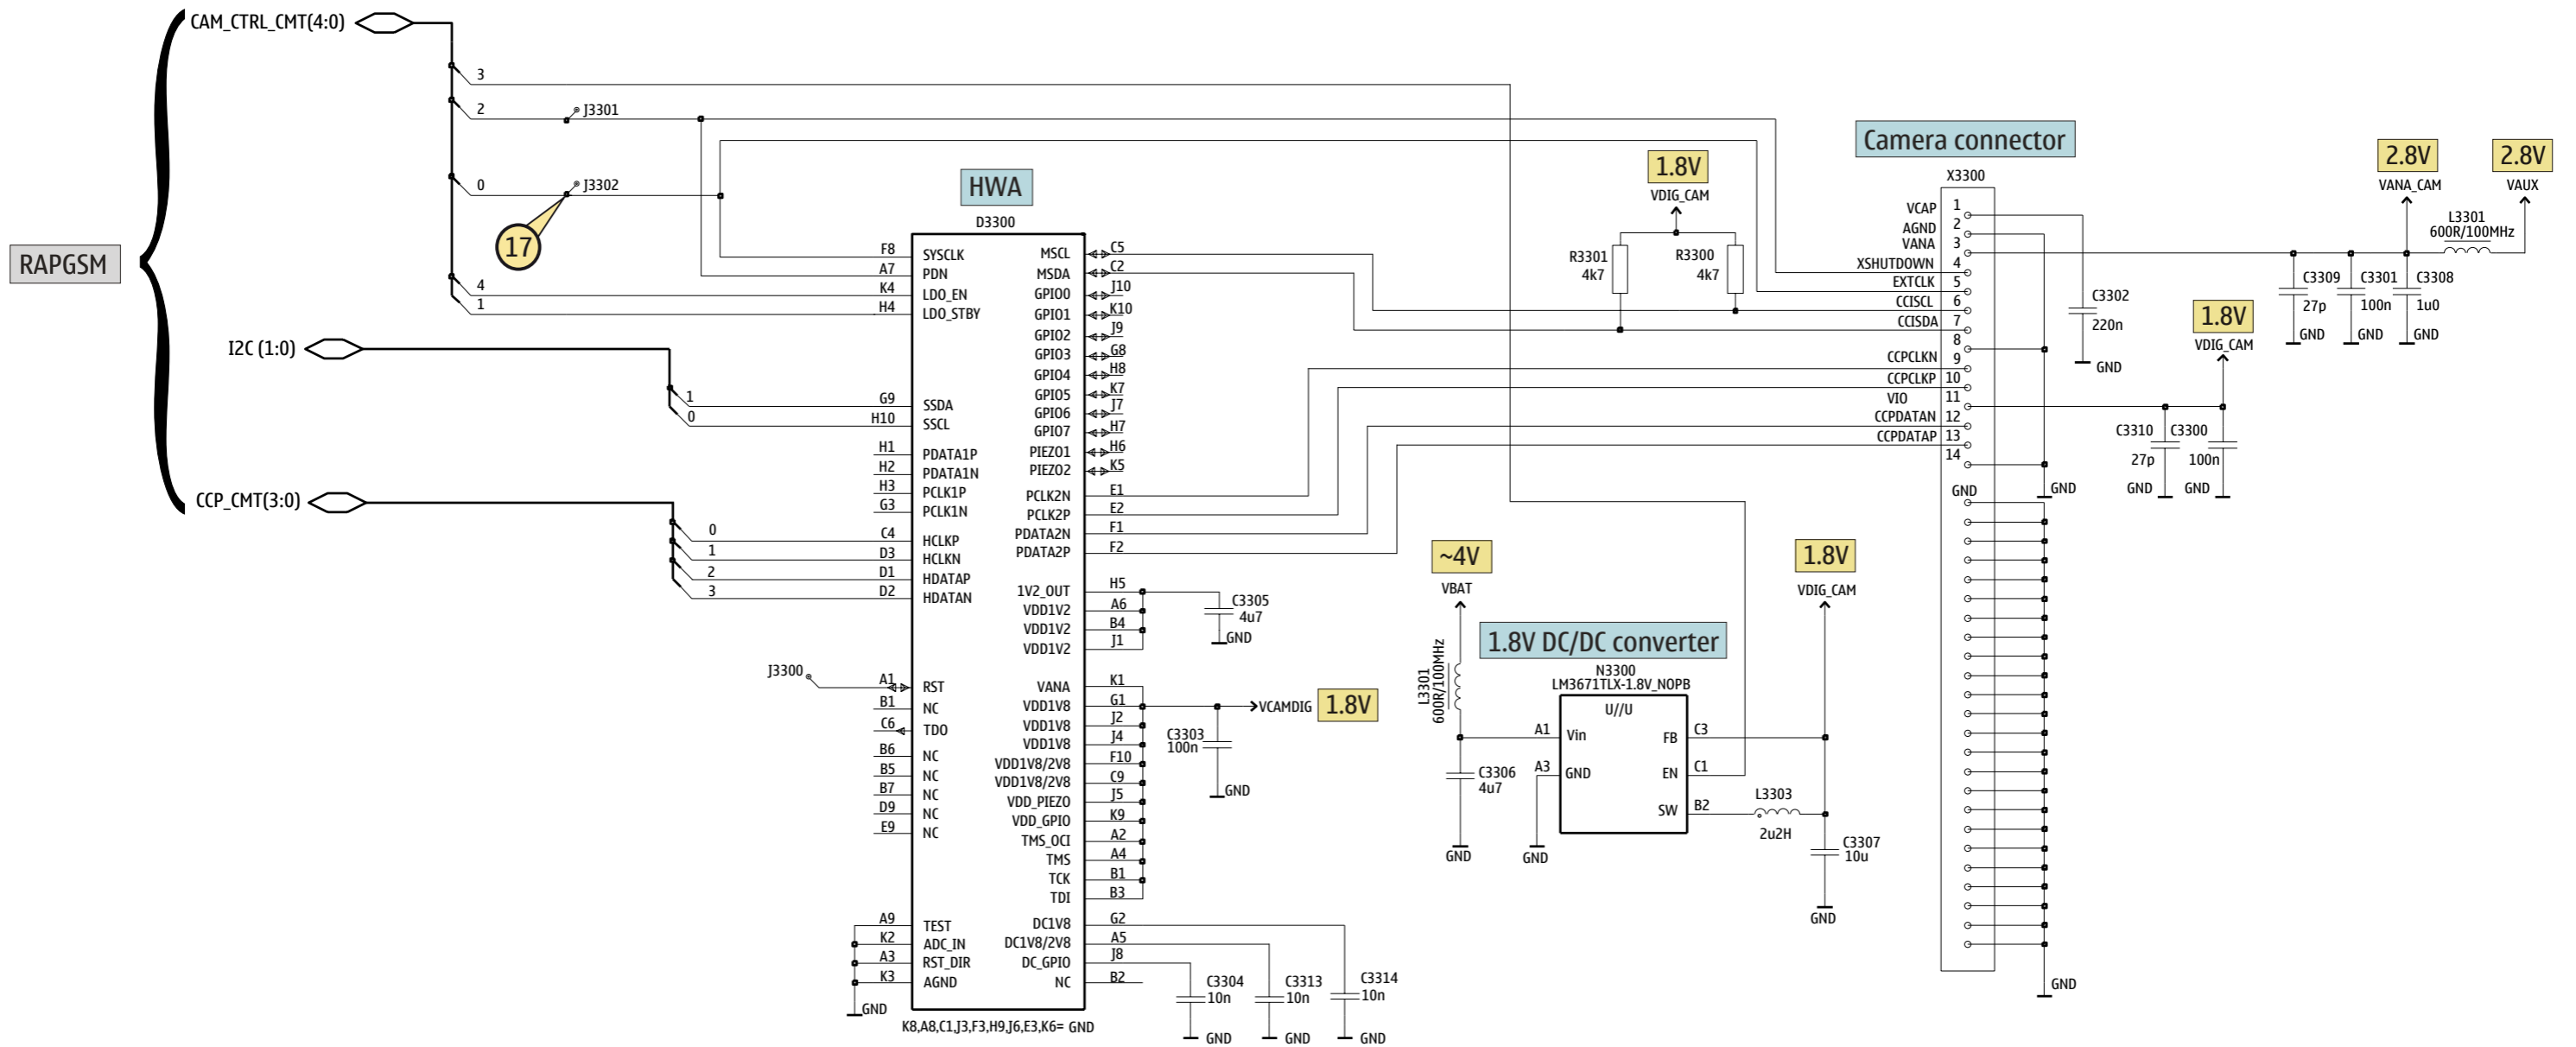 CAM_CTRL_CMT(4:0)
3
2
J3301
0
J3302
17
4
1
RAPGSM
I2C (1:0)
1
0
CCP_CMT(3:0)
0
1
2
3
HWA
D3300
F8 SYSCLK
A7 PDN
K4 LDO_EN
H4 LDO_STBY
G9 SSDA
H10 SSCL
H1 PDATA1P
H2 PDATA1N
H3 PCLK1P
G3 PCLK1N
C4 HCLKP
D3 HCLKN
D1 HDATAP
D2 HDATAN
J3300
A1 RST
B1 NC
C6 TDO
B6 NC
B5 NC
B7 NC
D9 NC
E9 NC
A9 TEST
K2 ADC_IN
A3 RST_DIR
K3 AGND
GND
MSCL C5
MSDA C2
GPIO0 J10
GPIO1 K10
GPIO2 J9
GPIO3 G8
GPIO4 H8
GPIO5 K7
GPIO6 J7
GPIO7 H7
PIEZO1 H6
PIEZO2 K5
PCLK2N E1
PCLK2P E2
PDATA2N F1
PDATA2P F2
1V2_OUT H5
VDD1V2 A6
VDD1V2 B4
VDD1V2 J1
VANA K1
VDD1V8 G1
VDD1V8 J2
VDD1V8 J4
VDD1V8/2V8 F10
VDD1V8/2V8 C9
VDD_PIEZO J5
VDD_GPIO K9
TMS_OCI A2
TMS A4
TCK B1
TDI B3
DC1V8 G2
DC1V8/2V8 A5
DC_GPIO J8
NC B2
K8,A8,C1,J3,F3,H9,J6,E3,K6= GND
C3305
4u7
GND
VCAMDIG
1.8V
C3303
100n
GND
C3304
10n
GND
C3313
10n
GND
C3314
10n
GND
1.8V
VDIG_CAM
R3301
4k7
R3300
4k7
~4V
VBAT
L3301
600R/100MHz
C3306
4u7
GND
1.8V DC/DC converter
N3300
LM3671TLX-1.8V_NOPB
U//U
A1 Vin
A3 GND
GND
FB C3
EN C1
SW B2
L3303
2u2H
1.8V
VDIG_CAM
C3307
10u
GND
Camera connector
X3300
VCAP 1
AGND 2
VANA 3
XSHUTDOWN 4
EXTCLK 5
CCISCL 6
CCISDA 7
8
CCPCLKN 9
CCPCLKP 10
VIO 11
CCPDATAN 12
CCPDATAP 13
14
GND
GND
GND
C3302
220n
GND
2.8V
VANA_CAM
2.8V
VAUX
L3301
600R/100MHz
C3309
27p
GND
C3301
100n
GND
C3308
1u0
GND
1.8V
VDIG_CAM
C3310
27p
GND
C3300
100n
GND